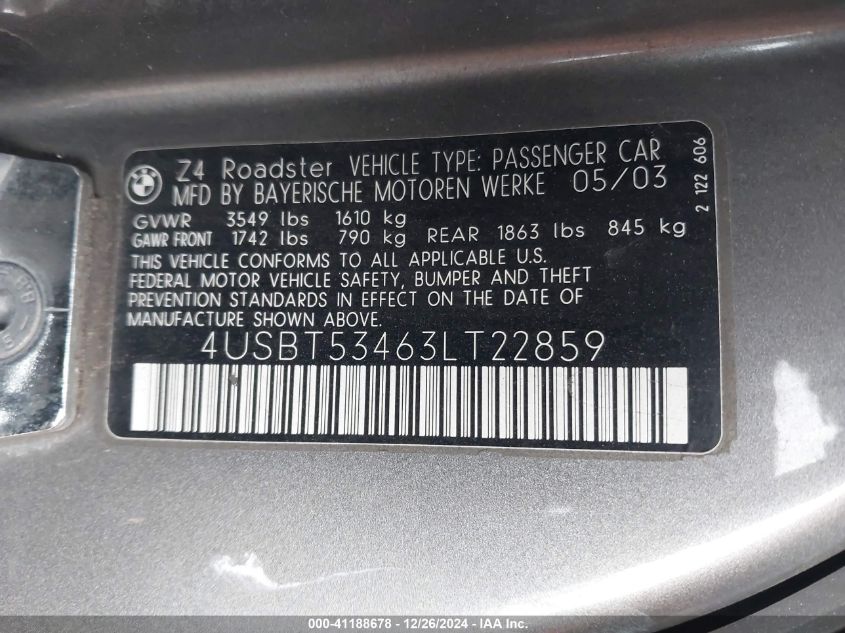 Z4 Roadster VEHICLE TYPE: PASSENGER CAR
MFD BY BAYERISCHE MOTOREN WERKE 05/03
GVWR 3549 lbs 1610 kg
GAWR FRONT 1742 lbs 790 kg REAR 1863 lbs 845 kg
THIS VEHICLE CONFORMS TO ALL APPLICABLE U.S.
FEDERAL MOTOR VEHICLE SAFETY, BUMPER AND THEFT
PREVENTION STANDARDS IN EFFECT ON THE DATE OF
MANUFACTURE SHOWN ABOVE.
4USBT53463LT22859
2 122 606
000-41188678 - 12/26/2024 - IAA Inc.